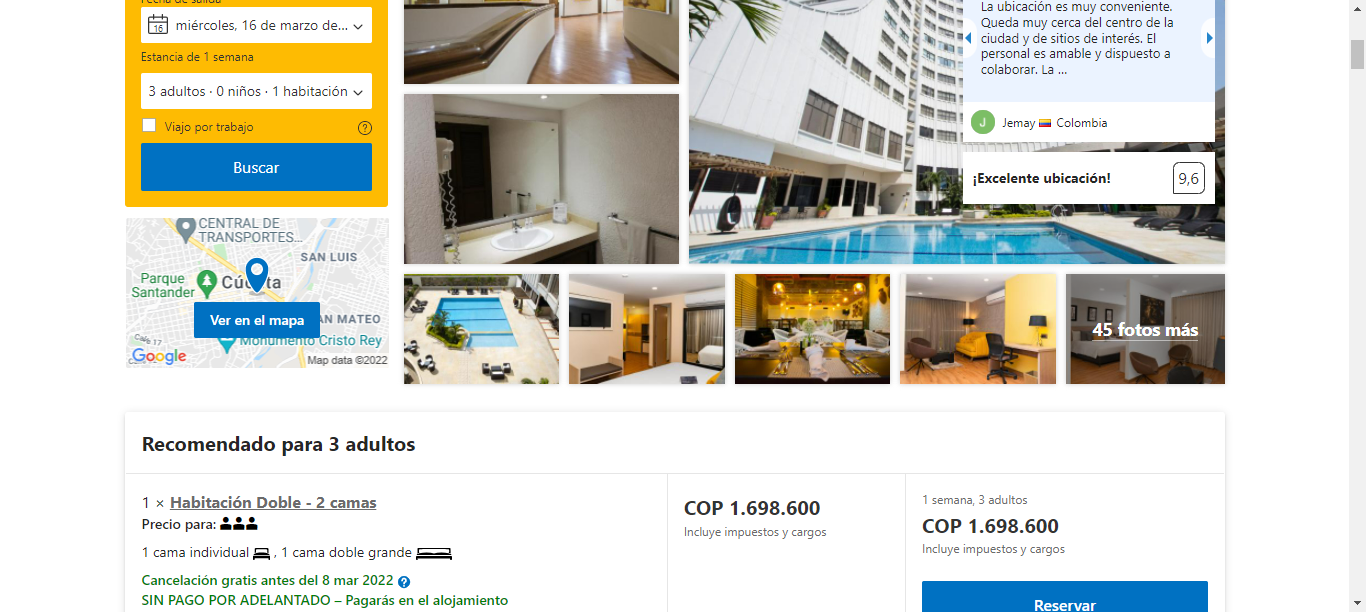 Fecha de salida
16
miércoles, 16 de marzo de...
Estancia de 1 semana
3 adultos · 0 niños · 1 habitación
Viajo por trabajo
?
Buscar
CENTRAL DE
TRANSPORTES...
SAN LUIS
Parque
Santander
Cúcuta
Ver en el mapa
AN MATEO
Calle 17
Monumento Cristo Rey
Google
Map data ©2022
La ubicación es muy conveniente.
Queda muy cerca del centro de la
ciudad y de sitios de interés. El
personal es amable y dispuesto a
colaborar. La ...
J
Jemay
Colombia
¡Excelente ubicación!
9,6
45 fotos más
Recomendado para 3 adultos
1 × Habitación Doble - 2 camas
Precio para:
1 cama individual , 1 cama doble grande
Cancelación gratis antes del 8 mar 2022 ?
SIN PAGO POR ADELANTADO – Pagarás en el alojamiento
COP 1.698.600
Incluye impuestos y cargos
1 semana, 3 adultos
COP 1.698.600
Incluye impuestos y cargos
Reservar